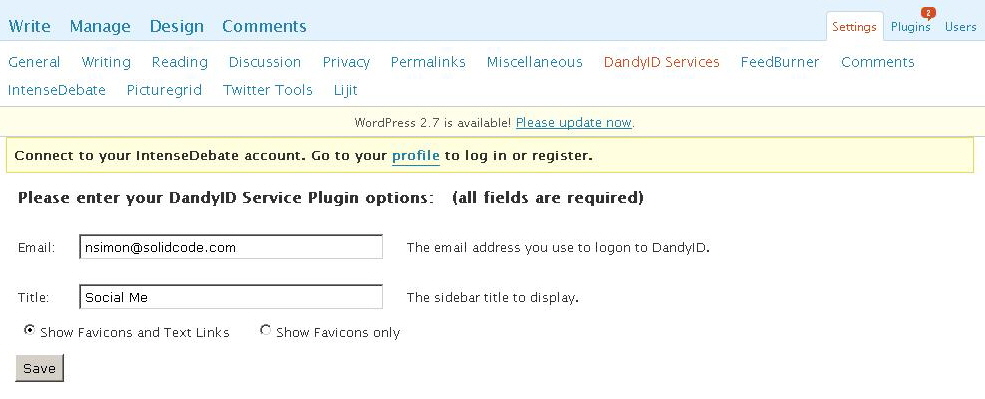 Write Manage Design Comments Settings Plugins 2 Users
General Writing Reading Discussion Privacy Permalinks Miscellaneous DandyID Services FeedBurner Comments
IntenseDebate Picturegrid Twitter Tools Lijit
WordPress 2.7 is available! Please update now.
Connect to your IntenseDebate account. Go to your profile to log in or register.
Please enter your DandyID Service Plugin options: (all fields are required)
Email: nsimon@solidcode.com The email address you use to logon to DandyID.
Title: Social Me The sidebar title to display.
Show Favicons and Text Links Show Favicons only
Save